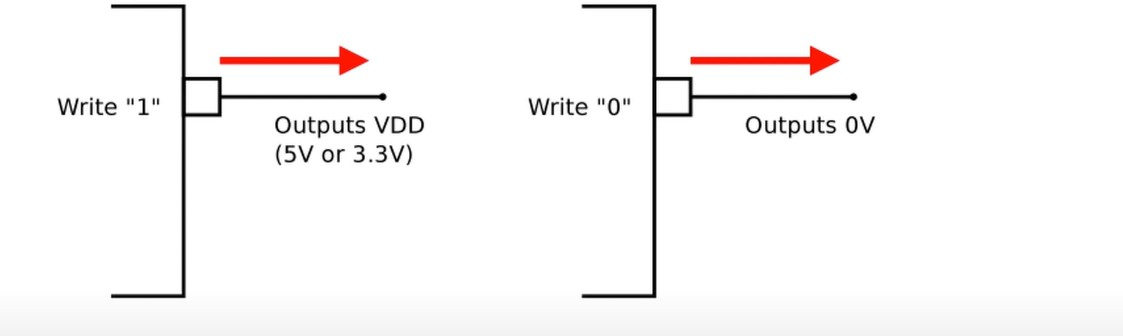 Write "1"
Outputs VDD
(5V or 3.3V)
Write "0"
Outputs 0V